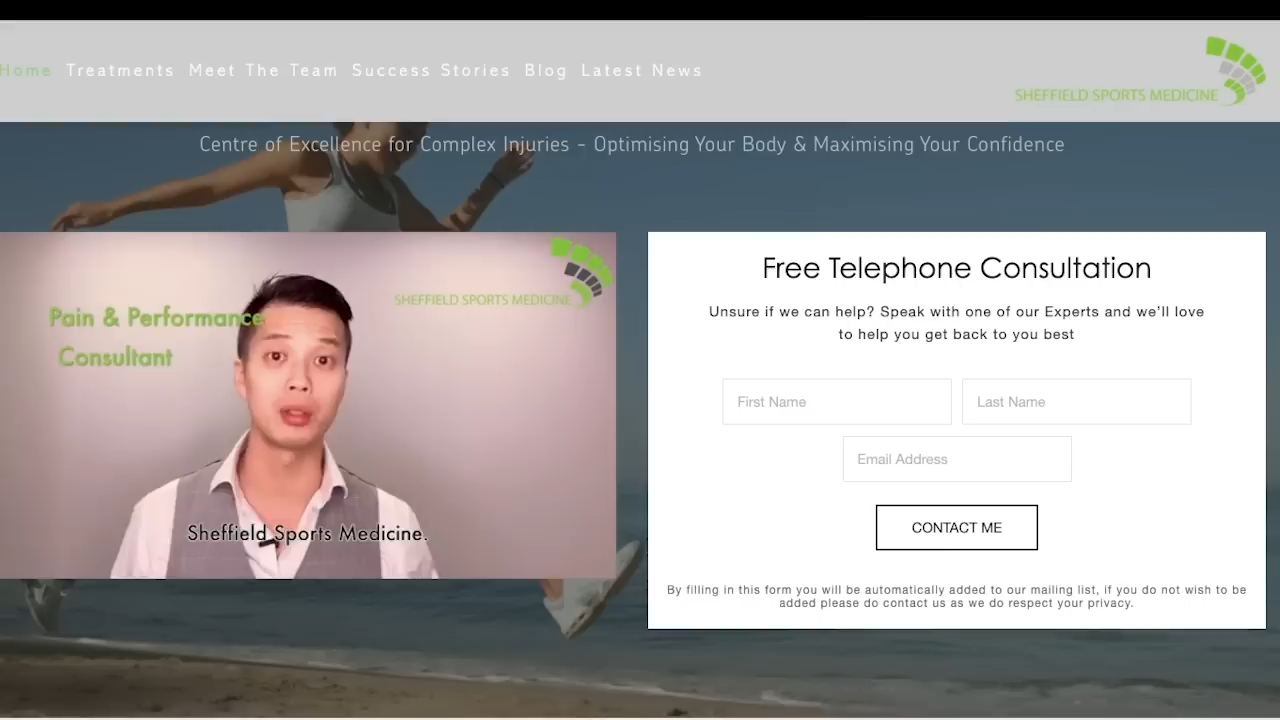 Home Treatments Meet The Team Success Stories Blog Latest News
SHEFFIELD SPORTS MEDICINE
Centre of Excellence for Complex Injuries - Optimising Your Body & Maximising Your Confidence
SHEFFIELD SPORTS MEDICINE
Pain & Performance
Consultant
Sheffield Sports Medicine.
Free Telephone Consultation
Unsure if we can help? Speak with one of our Experts and we'll love
to help you get back to you best
First Name Last Name
Email Address
CONTACT ME
By filling in this form you will be automatically added to our mailing list, if you do not wish to be
added please do contact us as we do respect your privacy.